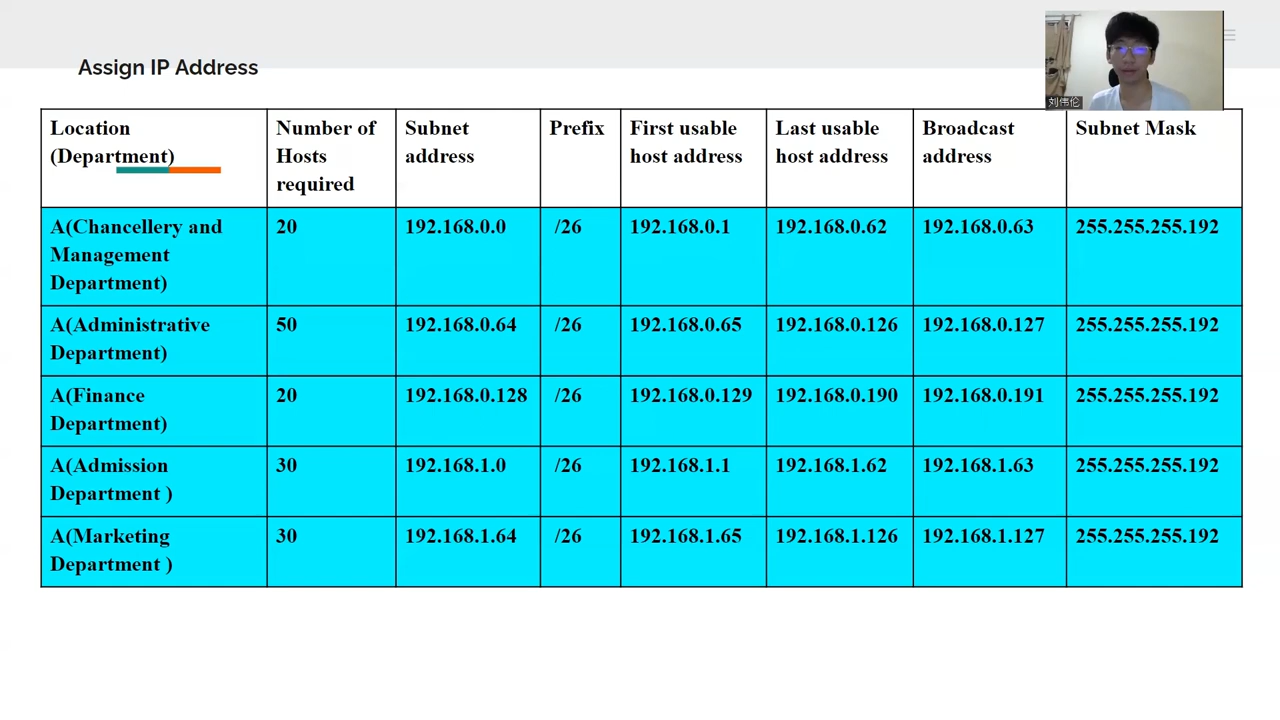 Assign IP Address
刘伟伦
Location (Department) Number of Hosts required Subnet address Prefix First usable host address Last usable host address Broadcast address Subnet Mask
A(Chancellery and Management Department) 20 192.168.0.0 /26 192.168.0.1 192.168.0.62 192.168.0.63 255.255.255.192
A(Administrative Department) 50 192.168.0.64 /26 192.168.0.65 192.168.0.126 192.168.0.127 255.255.255.192
A(Finance Department) 20 192.168.0.128 /26 192.168.0.129 192.168.0.190 192.168.0.191 255.255.255.192
A(Admission Department ) 30 192.168.1.0 /26 192.168.1.1 192.168.1.62 192.168.1.63 255.255.255.192
A(Marketing Department ) 30 192.168.1.64 /26 192.168.1.65 192.168.1.126 192.168.1.127 255.255.255.192